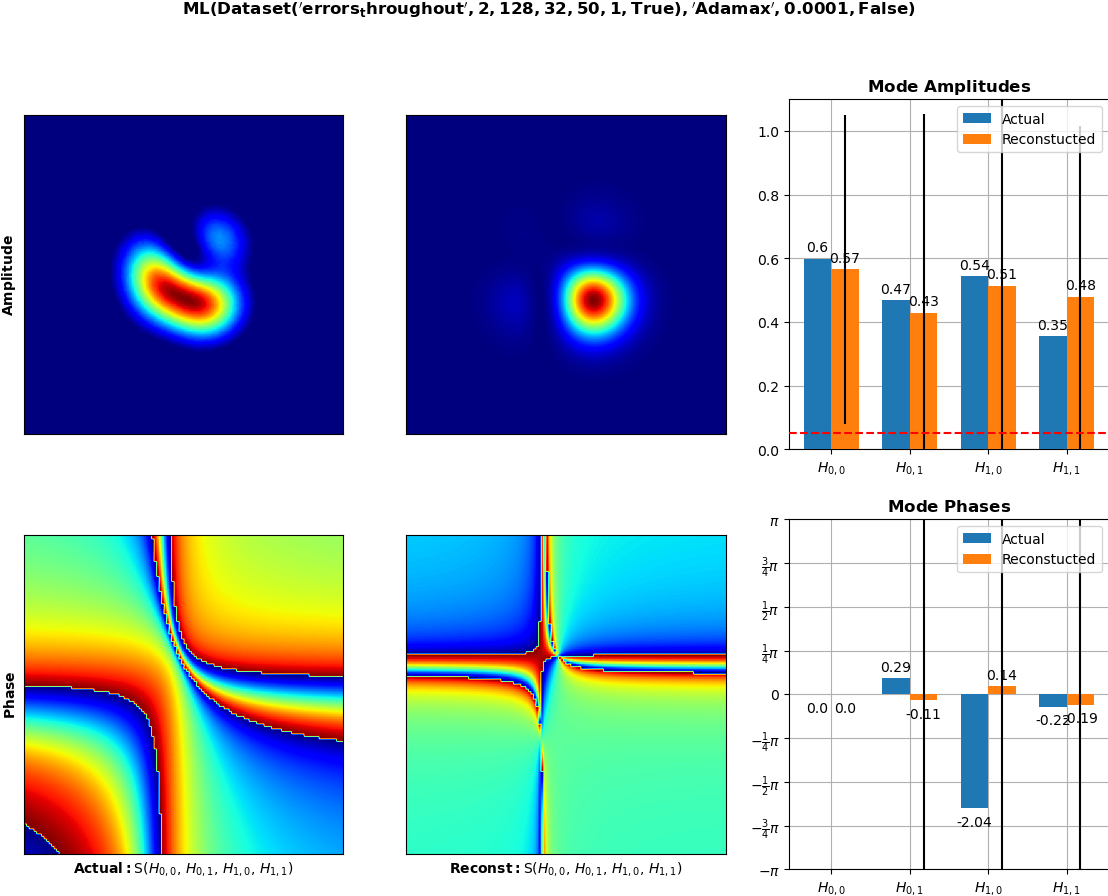 ML(Dataset('errors_throughout', 2, 128, 32, 50, 1, True), 'Adamax', 0.0001, False)
Amplitude
Mode Amplitudes
Actual
Reconstucted
1.0
0.8
0.6
0.4
0.2
0.0
0.6
0.57
0.47
0.43
0.54
0.51
0.35
0.48
H0,0
H0,1
H1,0
H1,1
Phase
Actual: S(H0,0, H0,1, H1,0, H1,1)
Reconst: S(H0,0, H0,1, H1,0, H1,1)
Mode Phases
Actual
Reconstucted
π
3/4π
1/2π
1/4π
0
−1/4π
−1/2π
−3/4π
−π
0.0
0.0
0.29
-0.11
-2.04
0.14
-0.22
-0.19
H0,0
H0,1
H1,0
H1,1